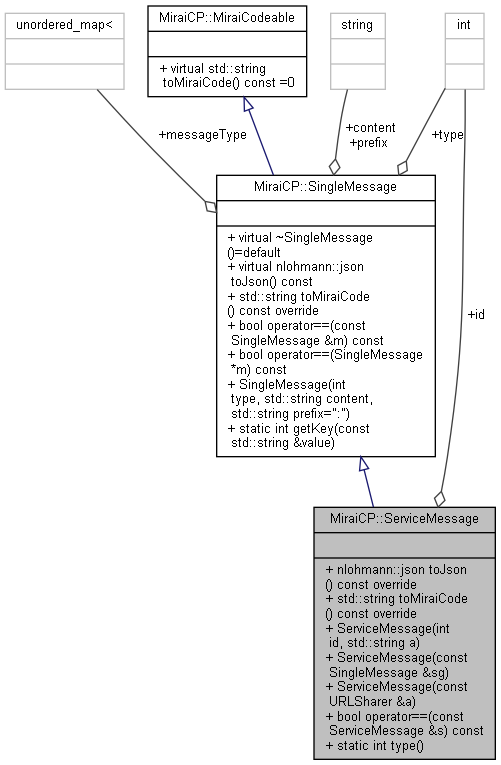 unordered_map<
MiraiCP::MiraiCodeable
+ virtual std::string
toMiraiCode() const =0
string
int
+messageType
+content
+prefix
+type
MiraiCP::SingleMessage
+ virtual ~SingleMessage
()=default
+ virtual nlohmann::json
toJson() const
+ std::string toMiraiCode
() const override
+ bool operator==(const
SingleMessage &m) const
+ bool operator==(SingleMessage
*m) const
+ SingleMessage(int
type, std::string content,
std::string prefix=":")
+ static int getKey(const
std::string &value)
+id
MiraiCP::ServiceMessage
+ nlohmann::json toJson
() const override
+ std::string toMiraiCode
() const override
+ ServiceMessage(int
id, std::string a)
+ ServiceMessage(const
SingleMessage &sg)
+ ServiceMessage(const
URLSharer &a)
+ bool operator==(const
ServiceMessage &s) const
+ static int type()